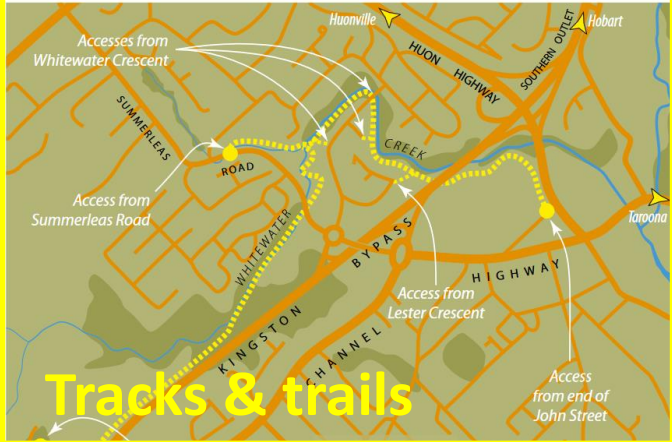 Huonville
Hobart
Accesses from
Whitewater Crescent
HUON
HIGHWAY
SOUTHERN OUTLET
SUMMERLEAS
ROAD
CREEK
Access from
Summerleas Road
WHITEWATER
Taroona
KINGSTON
BYPASS
HIGHWAY
CHANNEL
Access from
Lester Crescent
Access
from end of
John Street
Tracks & trails